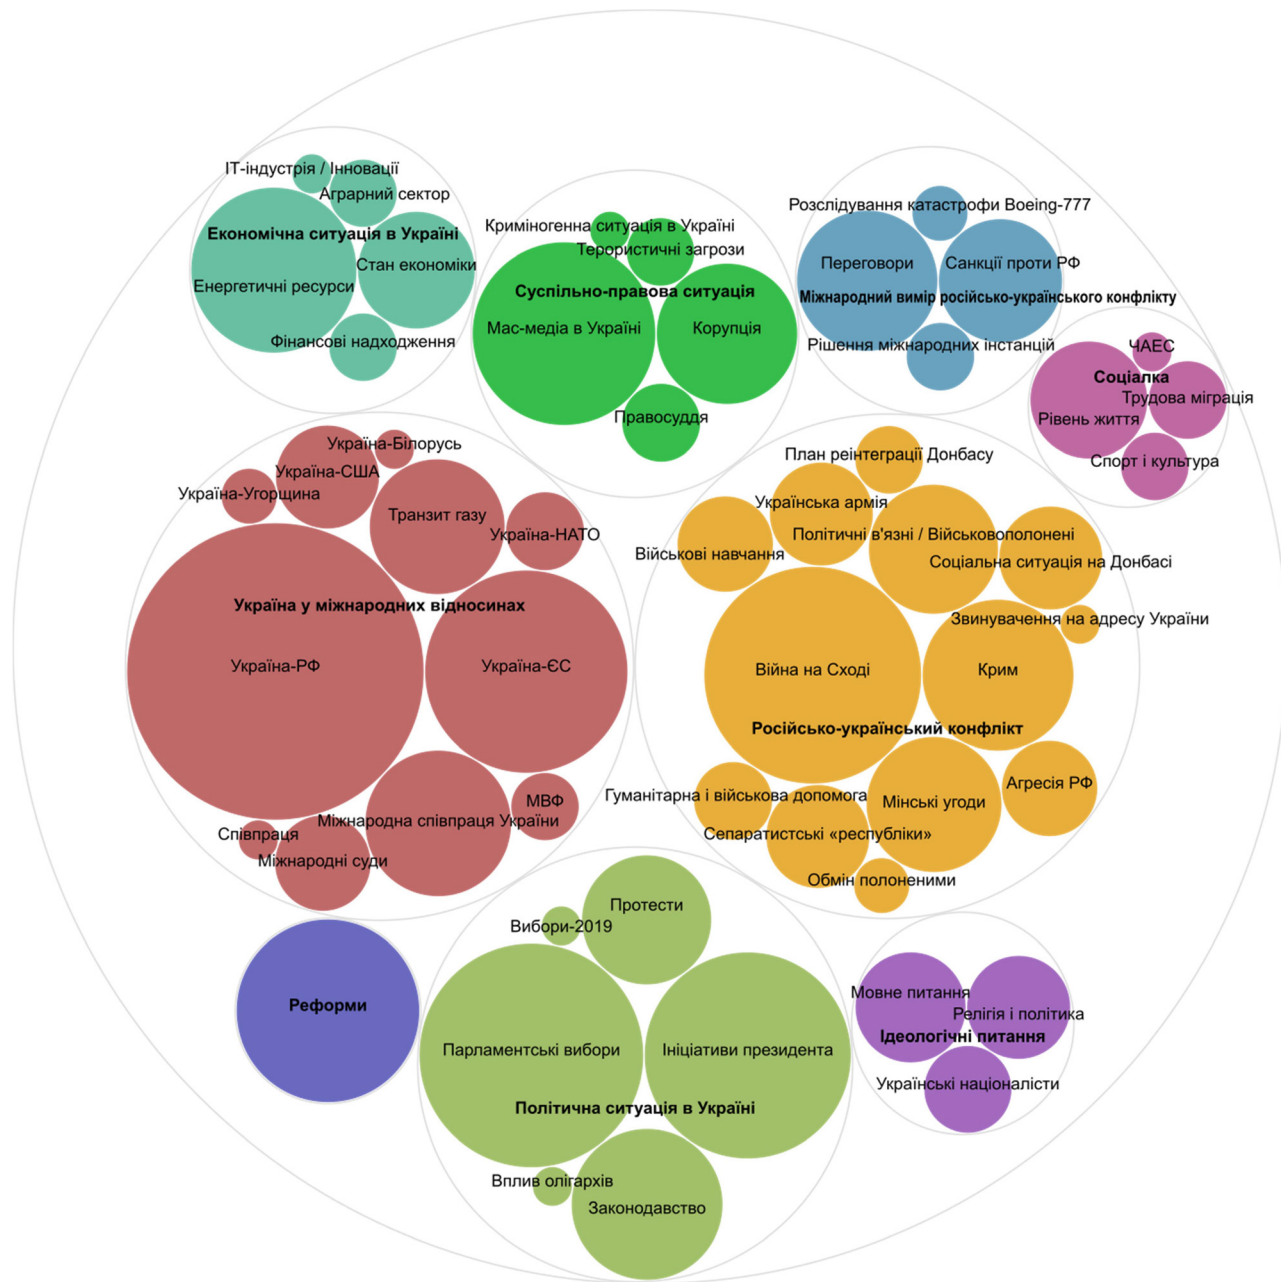 ІТ-індустрія / Інновації
Аграрний сектор
Економічна ситуація в Україні
Стан економіки
Енергетичні ресурси
Фінансові надходження
Криміногенна ситуація в Україні
Терористичні загрози
Суспільно-правова ситуація
Мас-медіа в Україні
Корупція
Правосуддя
Розслідування катастрофи Boeing-777
Переговори
Санкції проти РФ
Міжнародний вимір російсько-українського конфлікту
Рішення міжнародних інстанцій
ЧАЕС
Соціалка
Трудова міграція
Рівень життя
Спорт і культура
Україна-Білорусь
Україна-США
Україна-Угорщина
Транзит газу
Україна-НАТО
Україна у міжнародних відносинах
Україна-РФ
Україна-ЄС
МВФ
Міжнародна співпраця України
Співпраця
Міжнародні суди
План реінтеграції Донбасу
Українська армія
Політичні в'язні / Військовополонені
Військові навчання
Соціальна ситуація на Донбасі
Звинувачення на адресу України
Війна на Сході
Крим
Російсько-український конфлікт
Агресія РФ
Гуманітарна і військова допомога
Мінські угоди
Сепаратистські «республіки»
Обмін полоненими
Реформи
Протести
Вибори-2019
Парламентські вибори
Ініціативи президента
Політична ситуація в Україні
Вплив олігархів
Законодавство
Мовне питання
Релігія і політика
Ідеологічні питання
Українські націоналісти